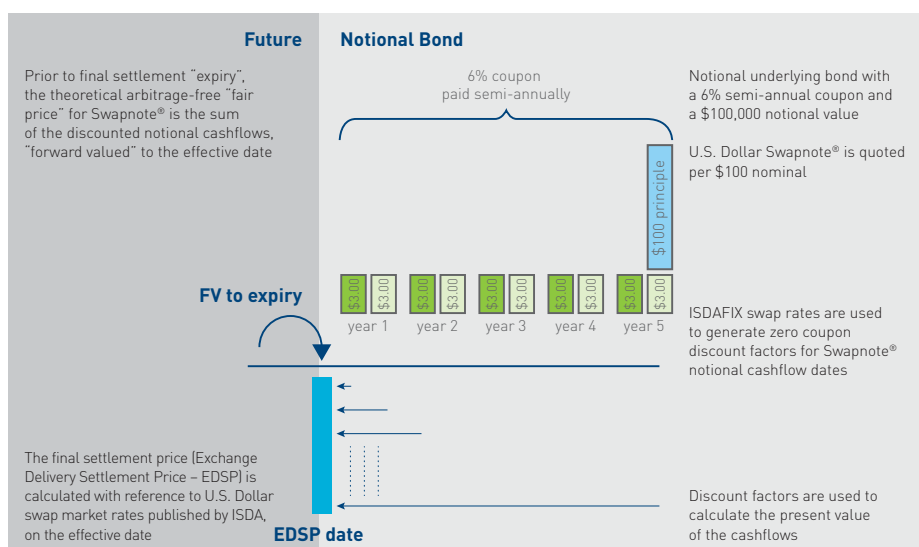 Future
Notional Bond
Prior to final settlement “expiry”,
the theoretical arbitrage-free “fair
price” for Swapnote® is the sum
of the discounted notional cashflows,
“forward valued” to the effective date
6% coupon
paid semi-annually
Notional underlying bond with
a 6% semi-annual coupon and
a $100,000 notional value
U.S. Dollar Swapnote® is quoted
per $100 nominal
$100 principle
$3.00
$3.00
$3.00
$3.00
$3.00
$3.00
$3.00
$3.00
$3.00
$3.00
year 1
year 2
year 3
year 4
year 5
FV to expiry
ISDAFIX swap rates are used
to generate zero coupon
discount factors for Swapnote®
notional cashflow dates
The final settlement price (Exchange
Delivery Settlement Price – EDSP) is
calculated with reference to U.S. Dollar
swap market rates published by ISDA,
on the effective date
EDSP date
Discount factors are used to
calculate the present value
of the cashflows